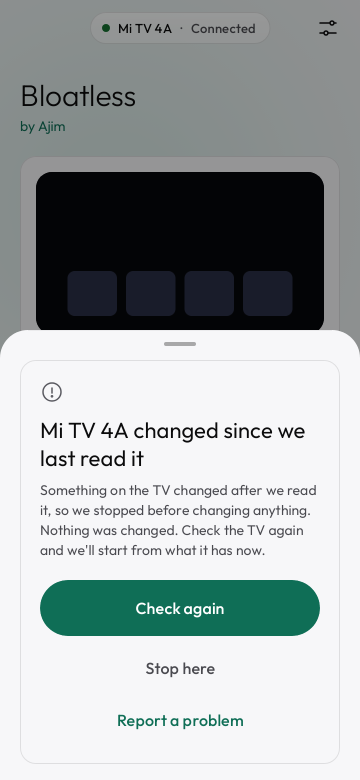 Mi TV 4A · Connected
Bloatless
by Ajim
Mi TV 4A changed since we
last read it
Something on the TV changed after we read
it, so we stopped before changing anything.
Nothing was changed. Check the TV again
and we'll start from what it has now.
Check again
Stop here
Report a problem